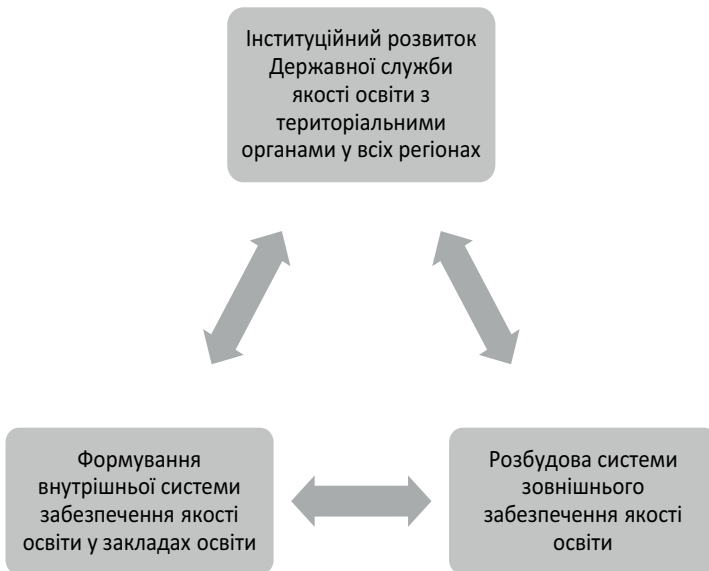 Інституційний розвиток
Державної служби
якості освіти з
територіальними
органами у всіх регіонах
Формування
внутрішньої системи
забезпечення якості
освіти у закладах освіти
Розбудова системи
зовнішнього
забезпечення якості
освіти